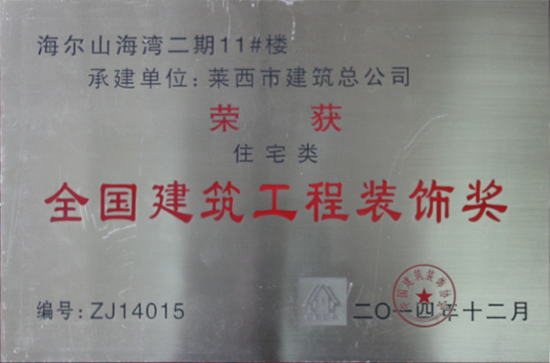 海尔山海湾二期11#楼
承建单位:莱西市建筑总公司
荣获
住宅类
全国建筑工程装饰奖
编号:ZJ14015
二〇一四年十二月